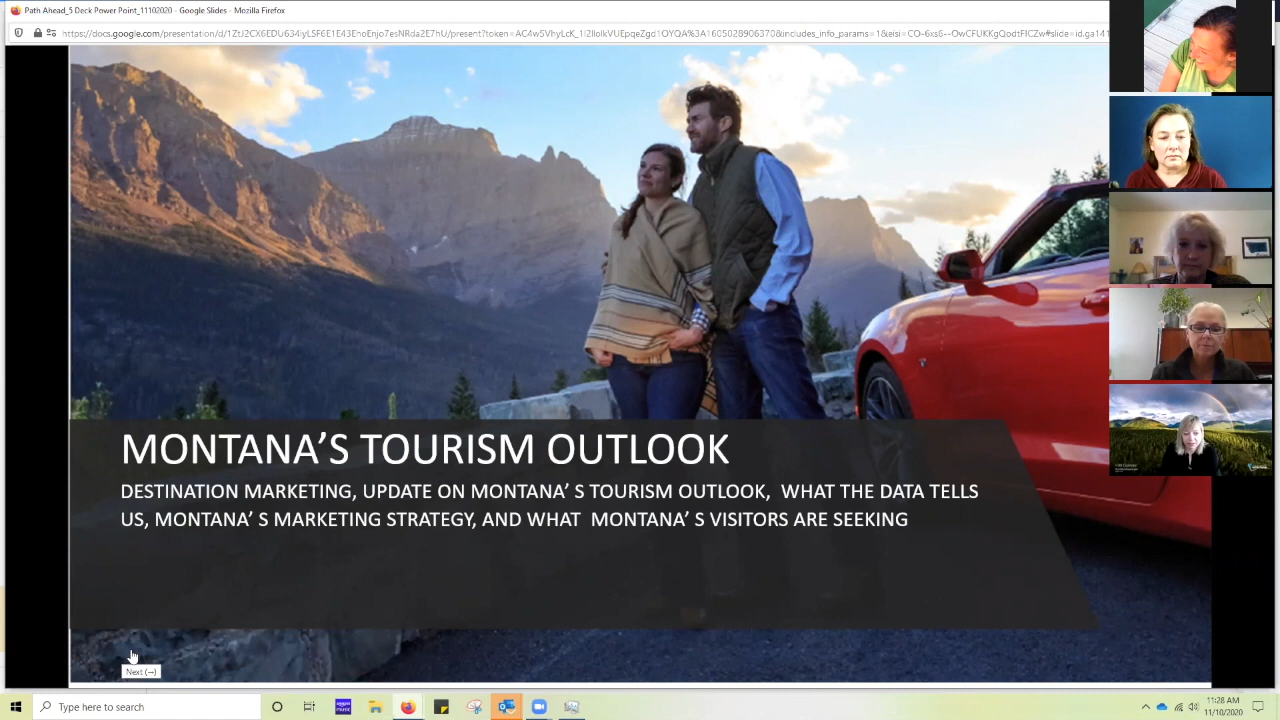 Path Ahead_5 Deck Power Point_11102020 - Google Slides - Mozilla Firefox
MONTANA'S TOURISM OUTLOOK
DESTINATION MARKETING, UPDATE ON MONTANA' S TOURISM OUTLOOK, WHAT THE DATA TELLS
US, MONTANA' S MARKETING STRATEGY, AND WHAT MONTANA' S VISITORS ARE SEEKING
Next (→)
Type here to search
amazon
music
11:28 AM
11/10/2020